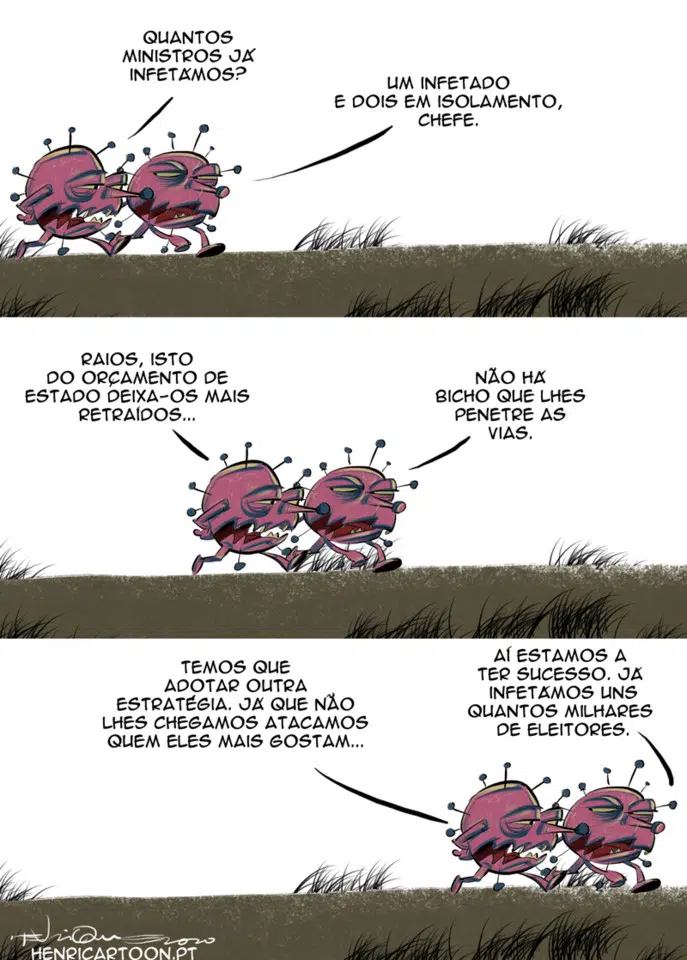 QUANTOS
MINISTROS JÁ
INFETÁMOS?
UM INFETADO
E DOIS EM ISOLAMENTO,
CHEFE.
RAIOS, ISTO
DO ORÇAMENTO DE
ESTADO DEIXA-OS MAIS
RETRAÍDOS...
NÃO HÁ
BICHO QUE LHES
PENETRE AS
VIAS.
TEMOS QUE
ADOTAR OUTRA
ESTRATÉGIA. JÁ QUE NÃO
LHES CHEGAMOS ATACAMOS
QUEM ELES MAIS GOSTAM...
AÍ ESTAMOS A
TER SUCESSO. JÁ
INFETÁMOS UNS
QUANTOS MILHARES
DE ELEITORES.
HENRICARTOON.PT